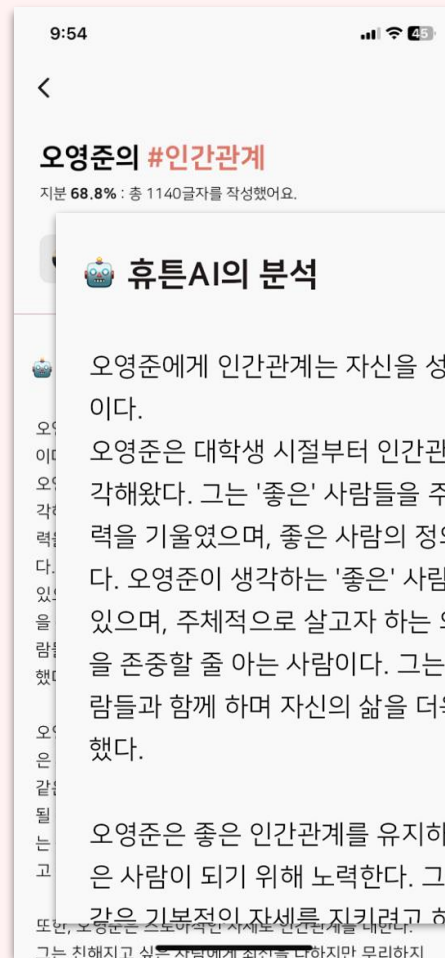 9:54
45
오영준의 #인간관계
지분 68.8% : 총 1140글자를 작성했어요.
휴튼AI의 분석
오영준에게 인간관계는 자신을 성
이다.
오영준은 대학생 시절부터 인간관
각해왔다. 그는 '좋은' 사람들을 주
력을 기울였으며, 좋은 사람의 정의
다. 오영준이 생각하는 '좋은' 사람
있으며, 주체적으로 살고자 하는
을 존중할 줄 아는 사람이다. 그는
람들과 함께 하며 자신의 삶을 더욱
했다.
오영준은 좋은 인간관계를 유지하
은 사람이 되기 위해 노력한다. 그
같은 기본적인 자세를 지키려고 하
또한, 오영준은 스토아적인 자세로 인간관계를 대한다.
그는 친해지고 싶은 사람에게 최선을 다하지만 무리하지